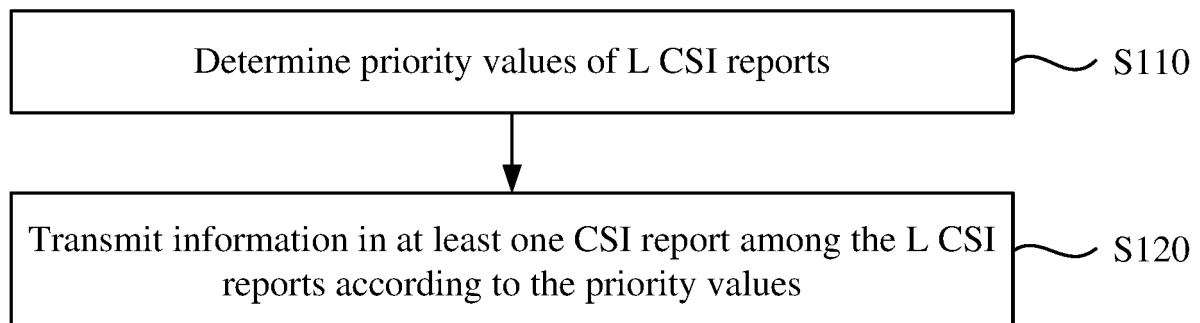 Determine priority values of L CSI reports
S110
Transmit information in at least one CSI report among the L CSI
reports according to the priority values
S120